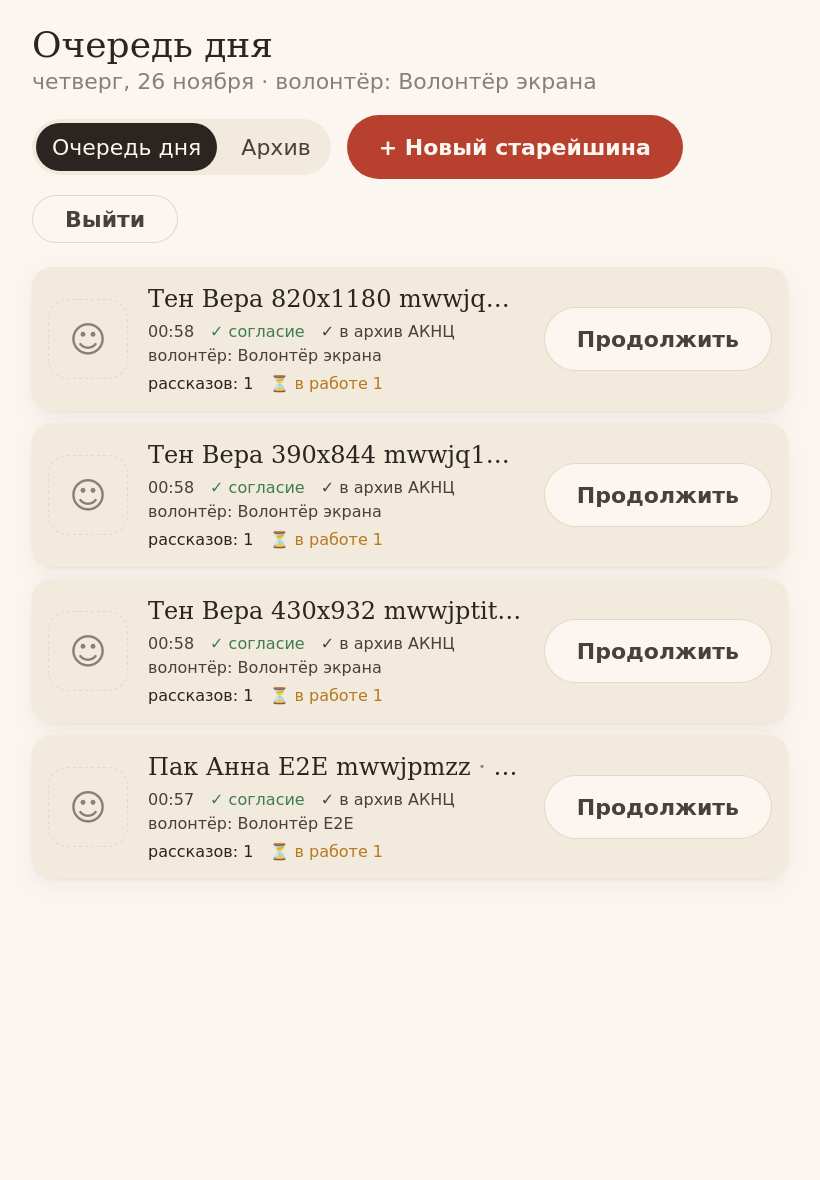 Очередь дня
четверг, 26 ноября · волонтёр: Волонтёр экрана
Очередь дня Архив + Новый старейшина
Выйти
Тен Вера 820x1180 mwwjq…
00:58 ✓ согласие ✓ в архив АКНЦ
волонтёр: Волонтёр экрана
рассказов: 1 ⏳ в работе 1
Продолжить
Тен Вера 390x844 mwwjq1…
00:58 ✓ согласие ✓ в архив АКНЦ
волонтёр: Волонтёр экрана
рассказов: 1 ⏳ в работе 1
Продолжить
Тен Вера 430x932 mwwjptit…
00:58 ✓ согласие ✓ в архив АКНЦ
волонтёр: Волонтёр экрана
рассказов: 1 ⏳ в работе 1
Продолжить
Пак Анна E2E mwwjpmzz · …
00:57 ✓ согласие ✓ в архив АКНЦ
волонтёр: Волонтёр E2E
рассказов: 1 ⏳ в работе 1
Продолжить